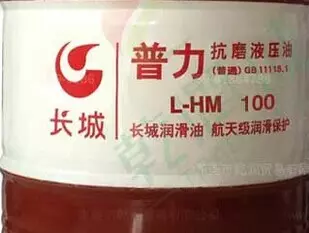 普力 抗磨液压油
(普通) GB 11118.1
长城
L-HM 100
长城润滑油 航天级润滑保护